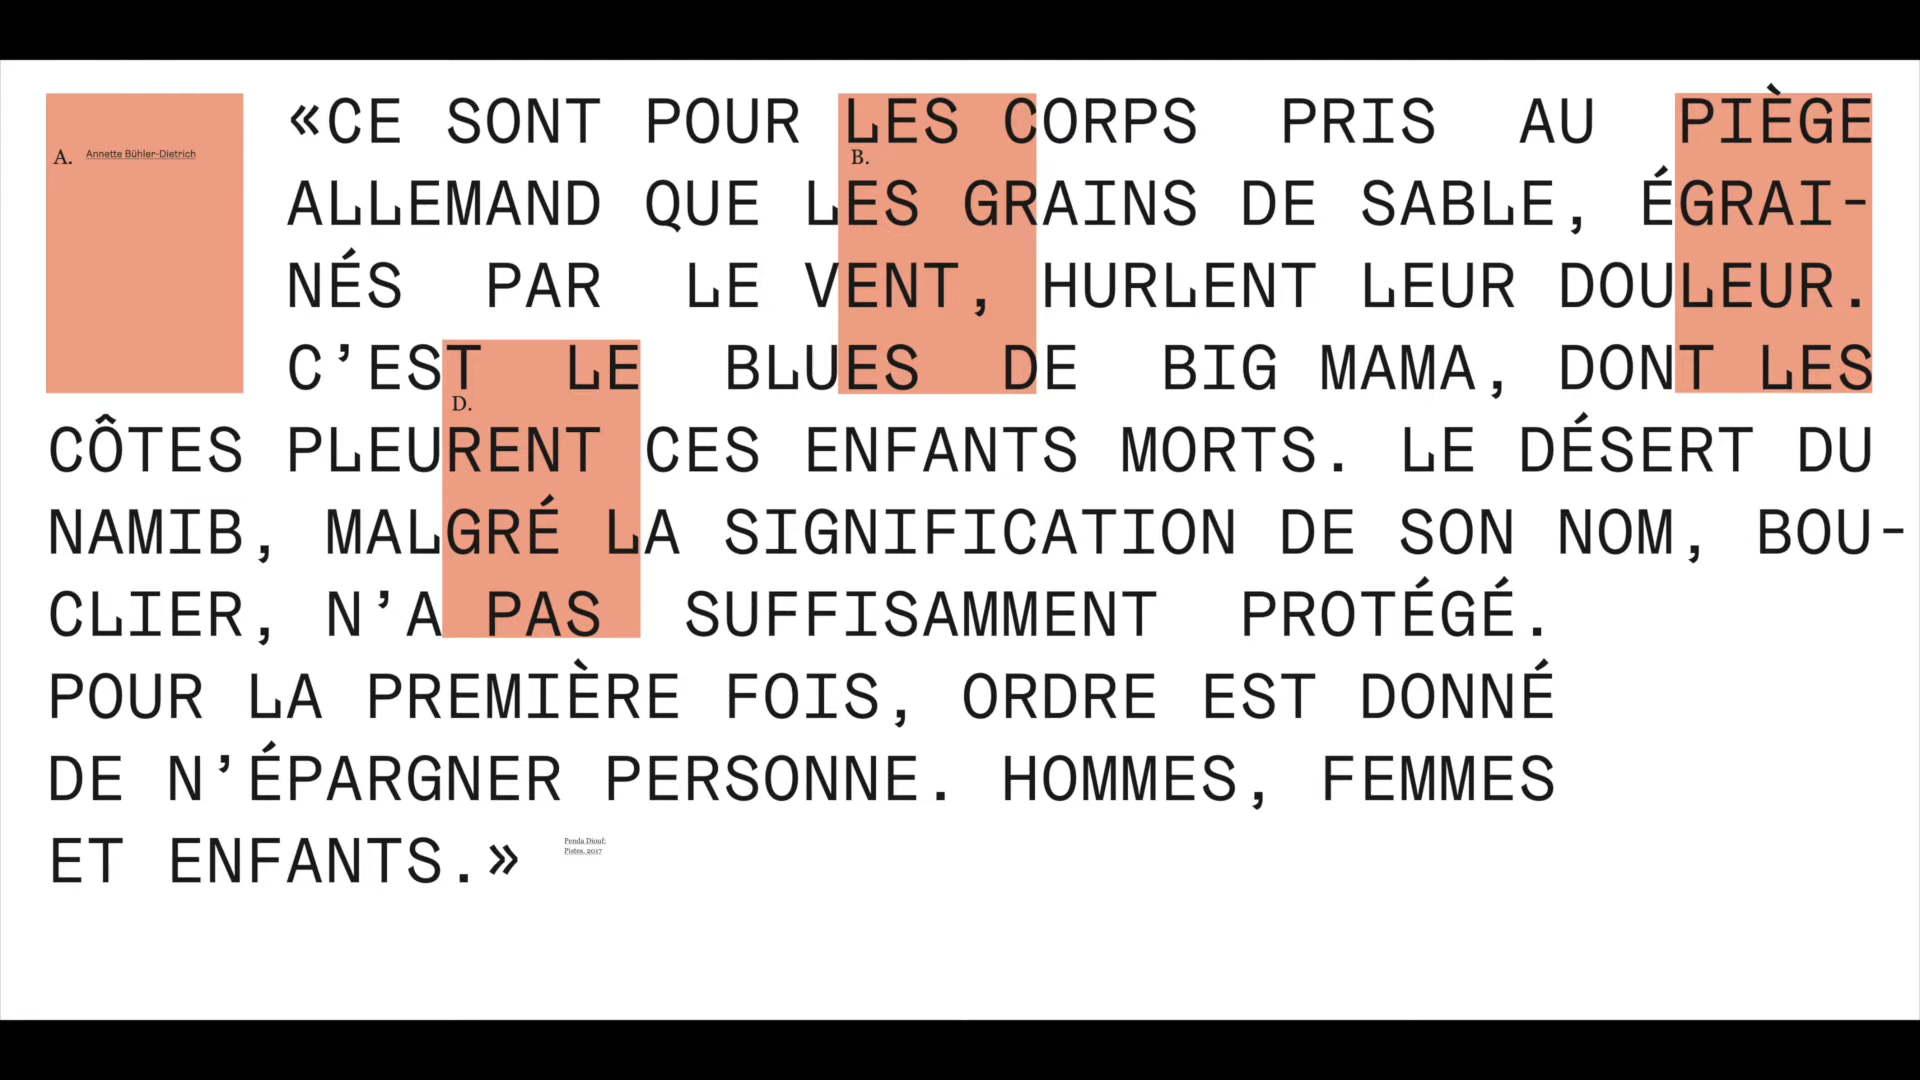 «CE SONT POUR LES CORPS PRIS AU PIÈGE
A. Annette Bühler-Dietrich
B.
ALLEMAND QUE LES GRAINS DE SABLE, ÉGRAI-
NÉS PAR LE VENT, HURLENT LEUR DOULEUR.
C’EST LE BLUES DE BIG MAMA, DONT LES
D.
CÔTES PLEURENT CES ENFANTS MORTS. LE DÉSERT DU
NAMIB, MALGRÉ LA SIGNIFICATION DE SON NOM, BOU-
CLIER, N’A PAS SUFFISAMMENT PROTÉGÉ.
POUR LA PREMIÈRE FOIS, ORDRE EST DONNÉ
DE N’ÉPARGNER PERSONNE. HOMMES, FEMMES
ET ENFANTS.»
Penda Diouf:
Pistes, 2017